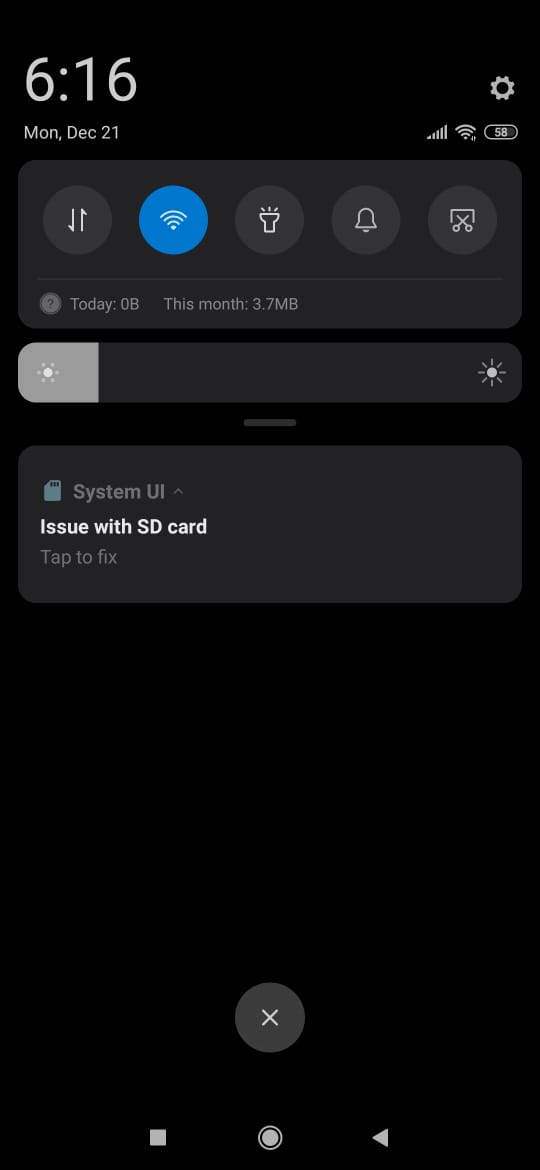 6:16
Mon, Dec 21
58
Today: 0B This month: 3.7MB
System UI
Issue with SD card
Tap to fix